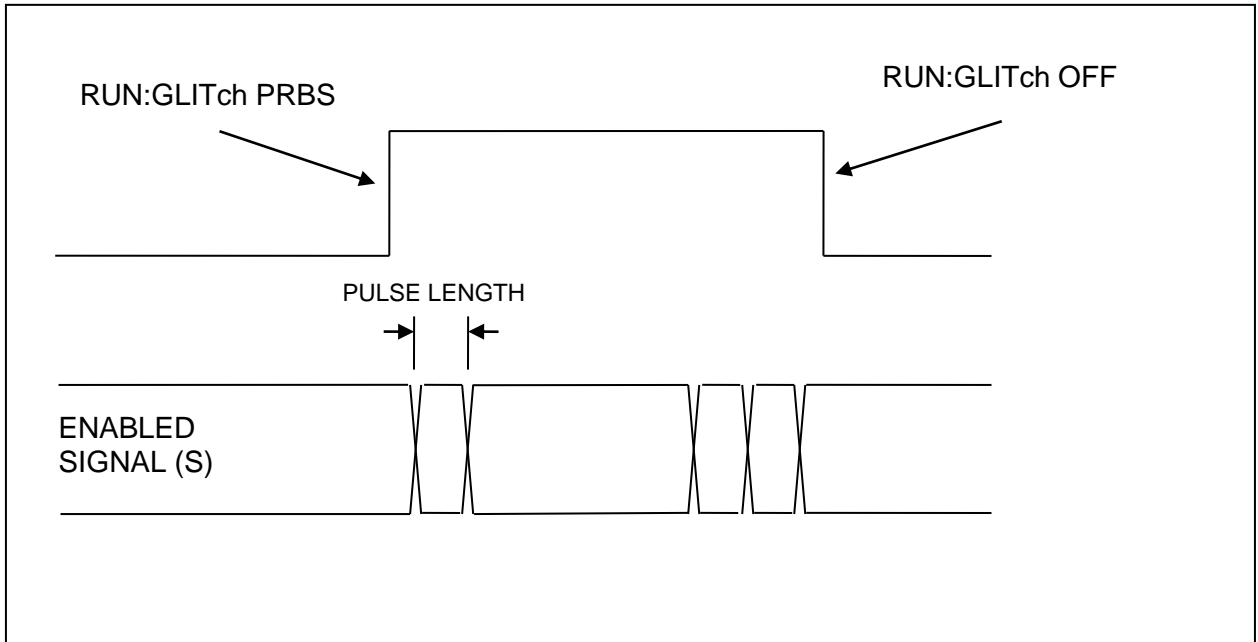 RUN:GLITch PRBS
RUN:GLITch OFF
PULSE LENGTH
ENABLED
SIGNAL (S)